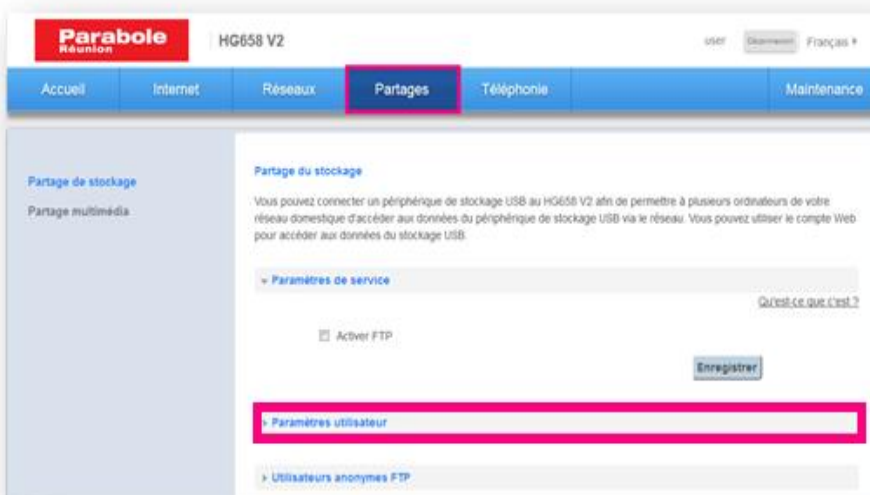 Parabole
Réunion
HG658 V2
user
Déconnexion
Français
Accueil
Internet
Réseaux
Partages
Téléphonie
Maintenance
Partage de stockage
Partage multimédia
Partage du stockage
Vous pouvez connecter un périphérique de stockage USB au HG658 V2 afin de permettre à plusieurs ordinateurs de votre
réseau domestique d'accéder aux données du périphérique de stockage USB via le réseau. Vous pouvez utiliser le compte Web
pour accéder aux données du stockage USB.
Paramètres de service
Qu'est-ce que c'est ?
Activer FTP
Enregistrer
Paramètres utilisateur
Utilisateurs anonymes FTP